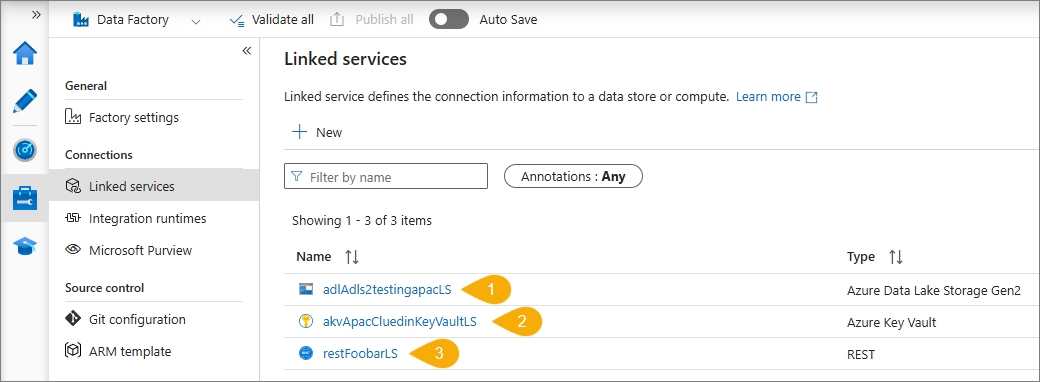 Data Factory
Validate all
Publish all
Auto Save
General
Factory settings
Connections
Linked services
Integration runtimes
Microsoft Purview
Source control
Git configuration
ARM template
Linked services
Linked service defines the connection information to a data store or compute. Learn more
New
Filter by name
Annotations : Any
Showing 1 - 3 of 3 items
Name Type
adlAdls2testingapacLS 1 Azure Data Lake Storage Gen2
akvApacCluedinKeyVaultLS 2 Azure Key Vault
restFoobarLS 3 REST